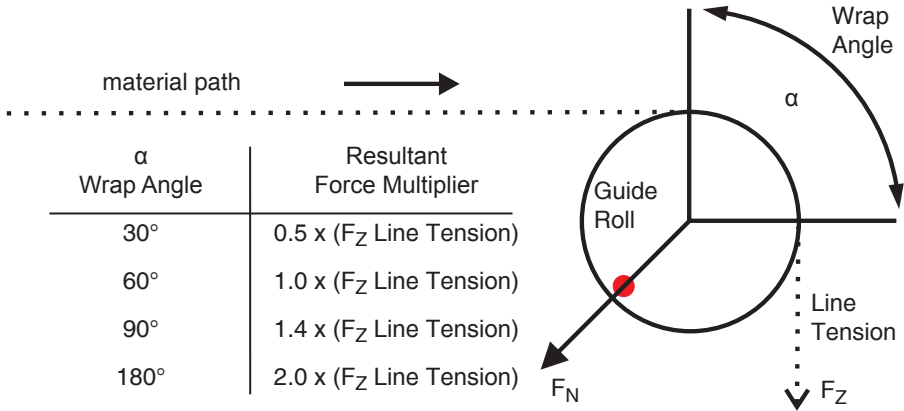 material path
α
Wrap Angle
Resultant
Force Multiplier
30°
0.5 x (FZ Line Tension)
60°
1.0 x (FZ Line Tension)
90°
1.4 x (FZ Line Tension)
180°
2.0 x (FZ Line Tension)
Wrap
Angle
α
Guide
Roll
Line
Tension
FN
FZ